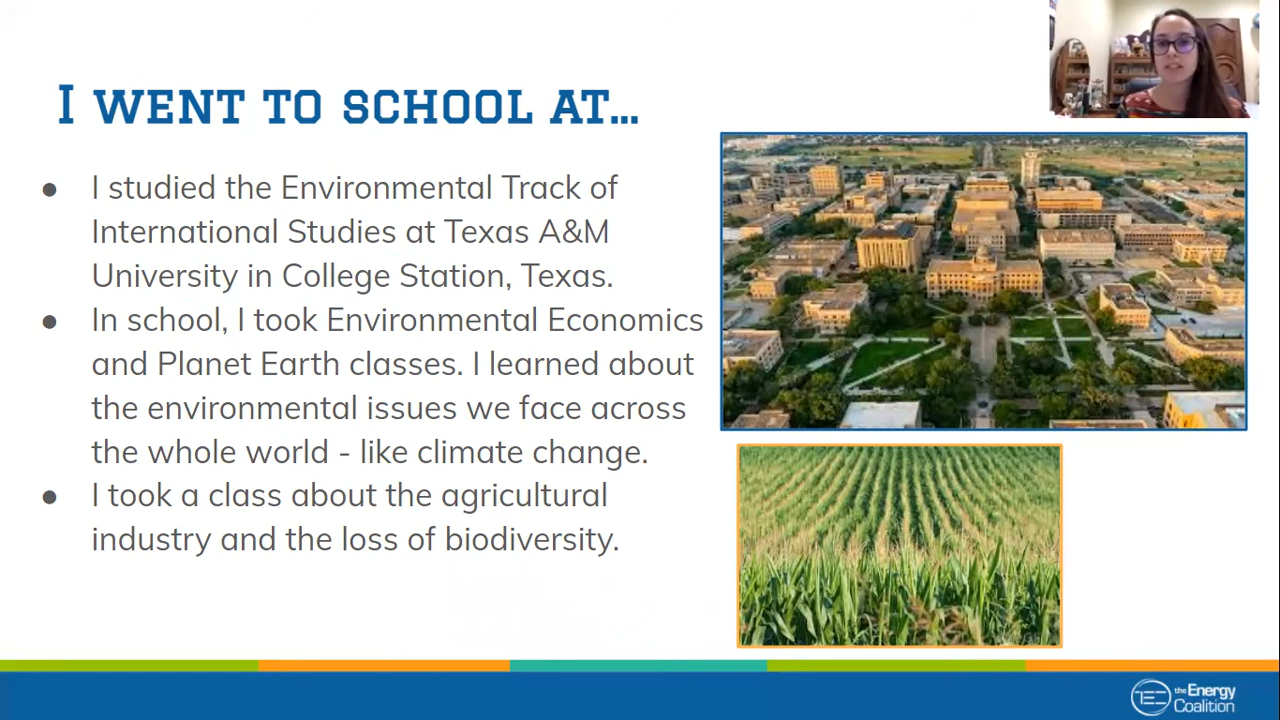 I WENT TO SCHOOL AT...
● I studied the Environmental Track of
International Studies at Texas A&M
University in College Station, Texas.
● In school, I took Environmental Economics
and Planet Earth classes. I learned about
the environmental issues we face across
the whole world - like climate change.
● I took a class about the agricultural
industry and the loss of biodiversity.
TEC
the Energy
Coalition